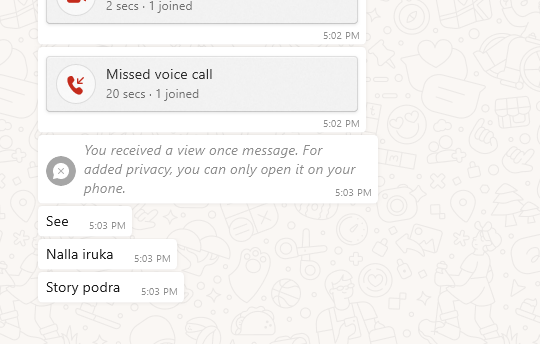 2 secs · 1 joined
5:02 PM
Missed voice call
20 secs · 1 joined
5:02 PM
You received a view once message. For
added privacy, you can only open it on your
phone.
5:03 PM
See 5:03 PM
Nalla iruka 5:03 PM
Story podra 5:03 PM